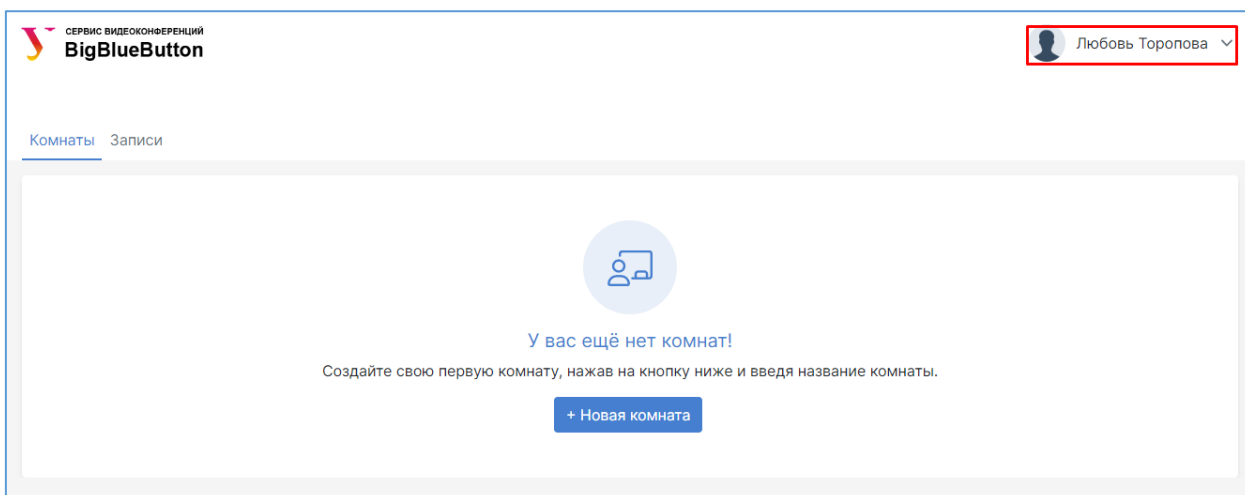 СЕРВИС ВИДЕОКОНФЕРЕНЦИЙ
BigBlueButton
Любовь Торопова
Комнаты Записи
У вас ещё нет комнат!
Создайте свою первую комнату, нажав на кнопку ниже и введя название комнаты.
+ Новая комната